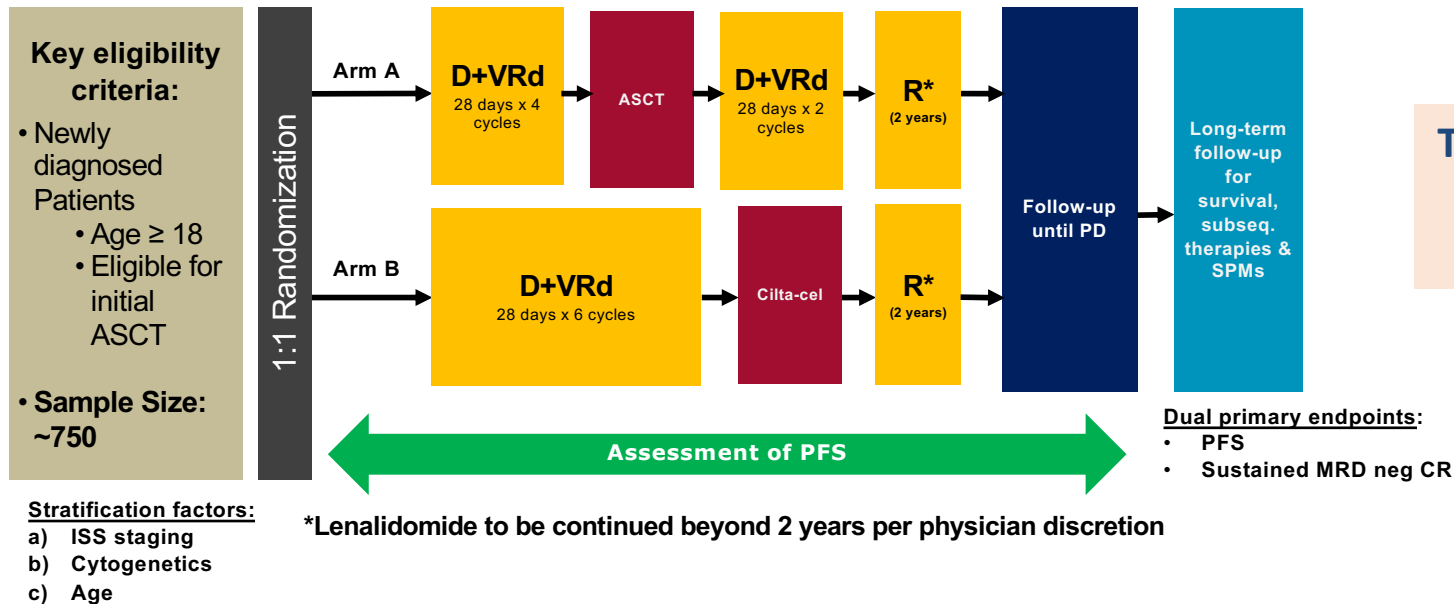 Key eligibility
criteria:
• Newly
diagnosed
Patients
• Age ≥ 18
• Eligible for
initial
ASCT
• Sample Size:
~750
Stratification factors:
a) ISS staging
b) Cytogenetics
c) Age
1:1 Randomization
Arm A
D+VRd
28 days x 4
cycles
ASCT
D+VRd
28 days x 2
cycles
R*
(2 years)
Arm B
D+VRd
28 days x 6 cycles
Cilta-cel
R*
(2 years)
Follow-up
until PD
Long-term
follow-up
for
survival,
subseq.
therapies &
SPMs
T
Assessment of PFS
Dual primary endpoints:
• PFS
• Sustained MRD neg CR
*Lenalidomide to be continued beyond 2 years per physician discretion